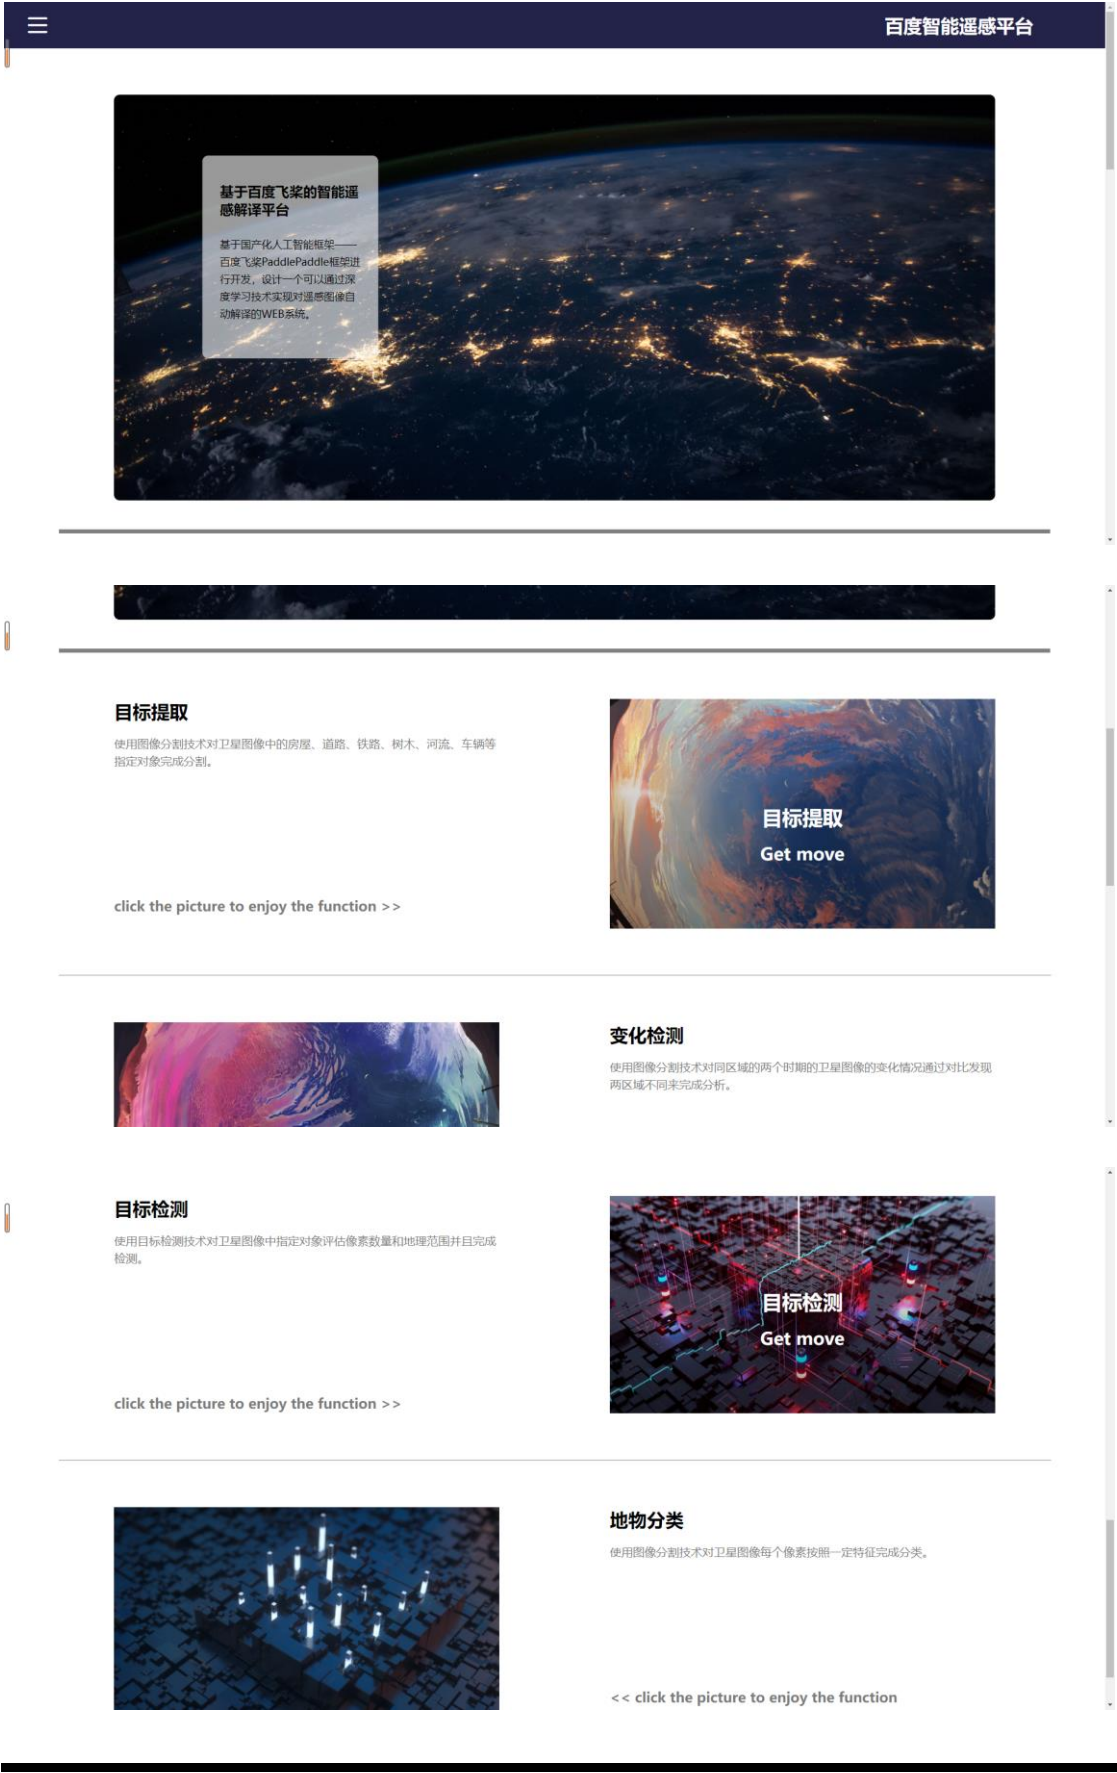 百度智能遥感平台
基于百度飞桨的智能遥
感解译平台
基于国产化人工智能框架——
百度飞桨PaddlePaddle框架进
行开发，设计一个可以通过深
度学习技术实现对遥感图像自
动解译的WEB系统。
目标提取
使用图像分割技术对卫星图像中的房屋、道路、铁路、树木、河流、车辆等
指定对象完成分割。
click the picture to enjoy the function >>
目标提取
Get move
变化检测
使用图像分割技术对同区域的两个时期的卫星图像的变化情况通过对比发现
两区域不同来完成分析。
目标检测
使用目标检测技术对卫星图像中指定对象评估像素数量和地理范围并且完成
检测。
click the picture to enjoy the function >>
目标检测
Get move
地物分类
使用图像分割技术对卫星图像每个像素按照一定特征完成分类。
<< click the picture to enjoy the function